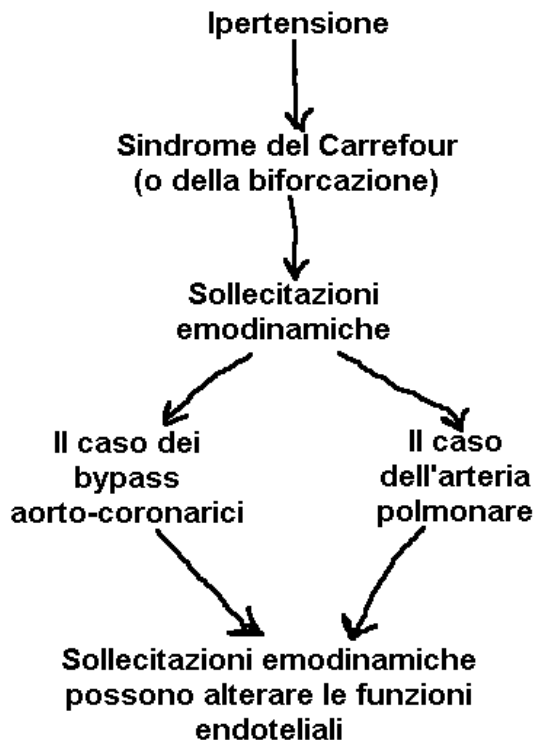 Ipertensione
Sindrome del Carrefour
(o della biforcazione)
Sollecitazioni
emodinamiche
Il caso dei
bypass
aorto-coronarici
Il caso
dell'arteria
polmonare
Sollecitazioni emodinamiche
possono alterare le funzioni
endoteliali